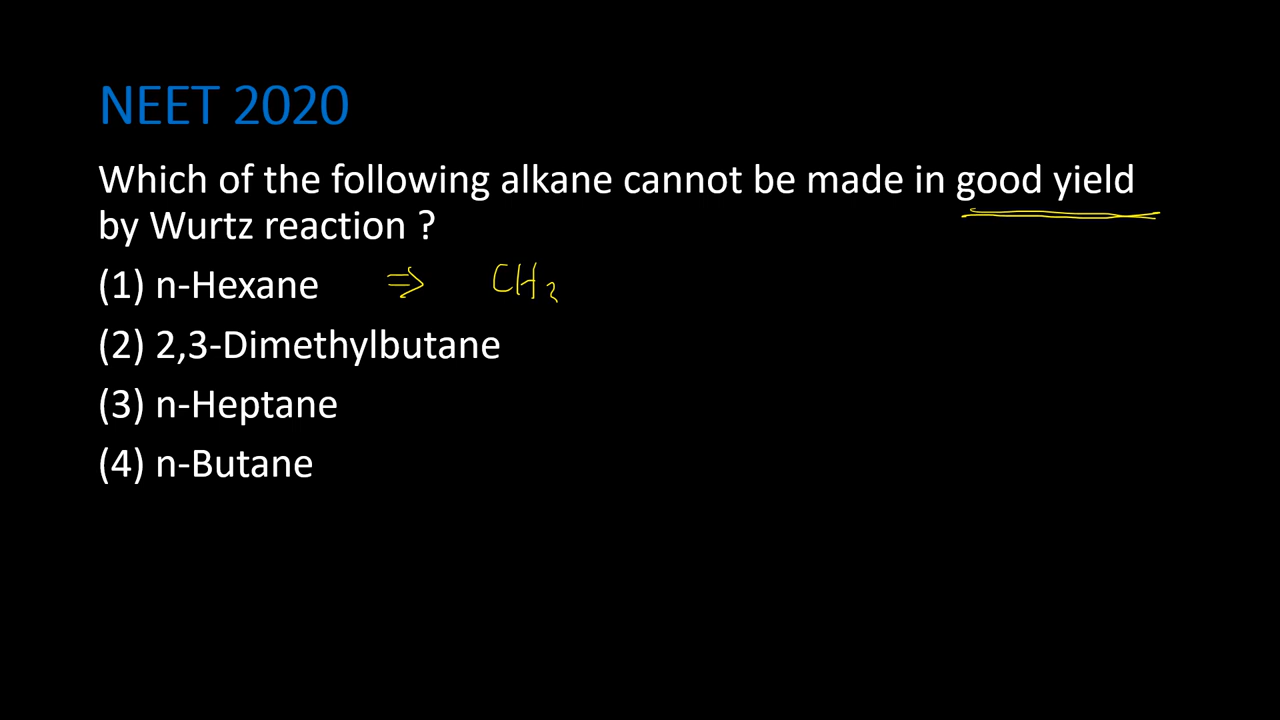 NEET 2020
Which of the following alkane cannot be made in good yield
by Wurtz reaction ?
(1) n-Hexane ⇒ CH₂
(2) 2,3-Dimethylbutane
(3) n-Heptane
(4) n-Butane